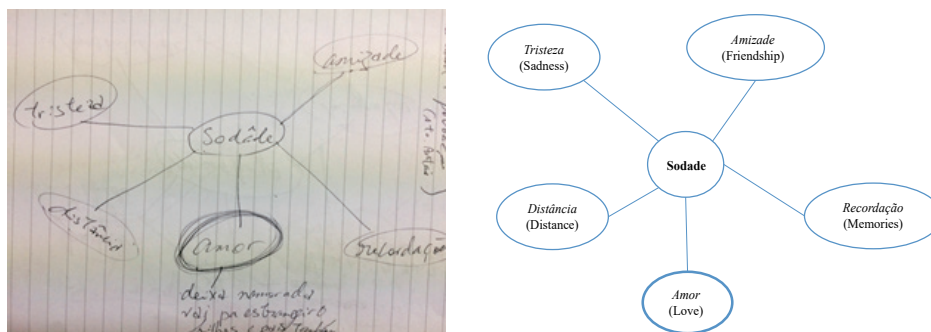 amizade
tristeza
Sodade
distância
amor
recordação
deixa namorada
vai pa estrangeiro
Tristeza
(Sadness)
Amizade
(Friendship)
Sodade
Distância
(Distance)
Recordação
(Memories)
Amor
(Love)